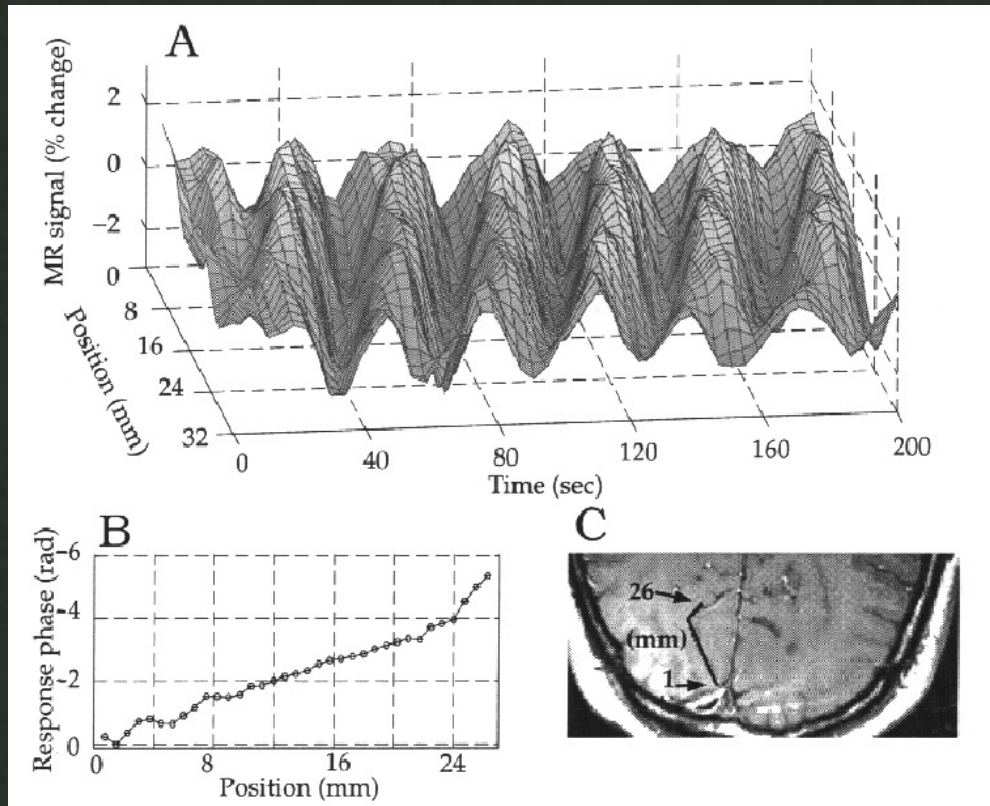 A
MR signal (% change)
2
0
−2
0
8
16
24
32
Position (mm)
0
40
80
120
160
200
Time (sec)
B
Response phase (rad)
−6
−4
−2
0
0
8
16
24
Position (mm)
C
26
(mm)
1